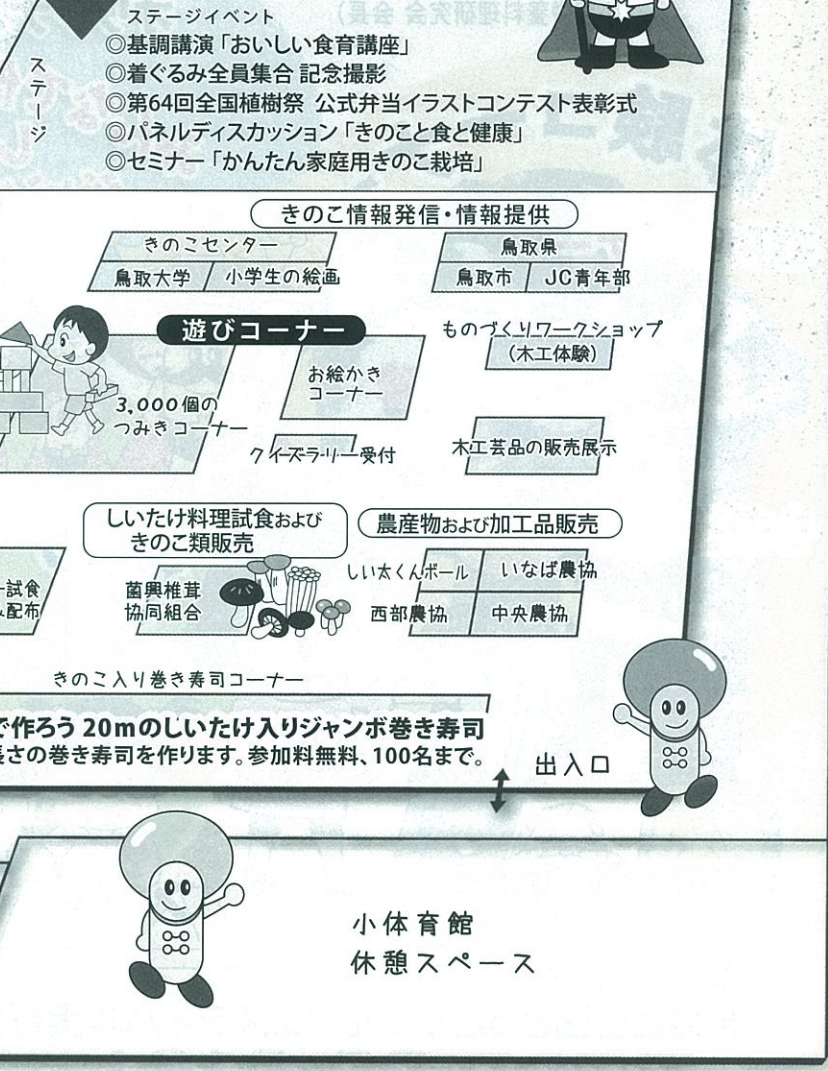 ステージイベント
ステージ
◎基調講演「おいしい食育講座」
◎着ぐるみ全員集合 記念撮影
◎第64回全国植樹祭 公式弁当イラストコンテスト表彰式
◎パネルディスカッション「きのこと食と健康」
◎セミナー「かんたん家庭用きのこ栽培」
きのこ情報発信・情報提供
きのこセンター
鳥取大学
小学生の絵画
鳥取県
鳥取市
JC青年部
遊びコーナー
3,000個の
つみきコーナー
お絵かき
コーナー
クイズラリー受付
ものづくりワークショップ
(木工体験)
木工芸品の販売展示
試食
配布
しいたけ料理試食および
きのこ類販売
菌興椎茸
協同組合
農産物および加工品販売
しい太くんボール
いなば農協
西部農協
中央農協
きのこ入り巻き寿司コーナー
で作ろう 20mのしいたけ入りジャンボ巻き寿司
長さの巻き寿司を作ります。参加料無料、100名まで。
出入口
小体育館
休憩スペース